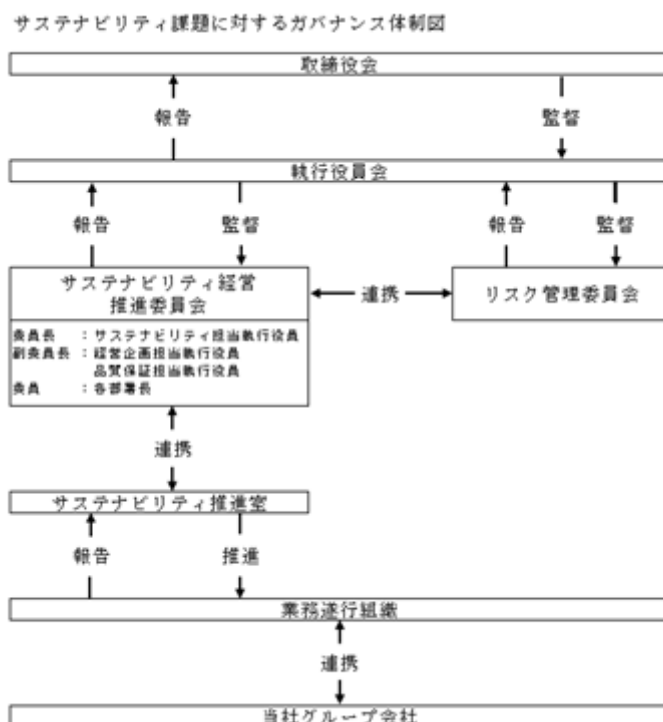 サステナビリティ課題に対するガバナンス体制図
取締役会
報告
監督
執行役員会
報告
監督
報告
監督
サステナビリティ経営
推進委員会
連携
リスク管理委員会
委員長 ：サステナビリティ担当執行役員
副委員長：経営企画担当執行役員
品質保証担当執行役員
委員 ：各部署長
連携
サステナビリティ推進室
報告
推進
業務遂行組織
連携
当社グループ会社